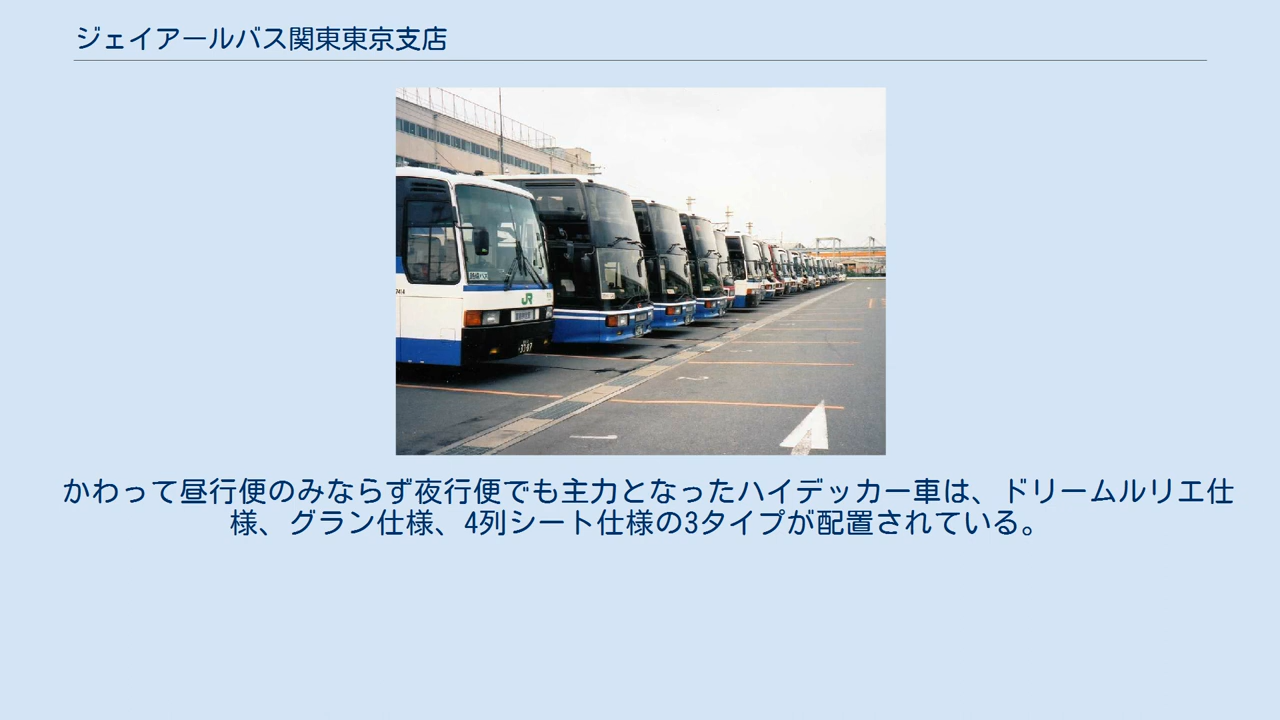 ジェイアールバス関東東京支店
JR
かわって昼行便のみならず夜行便でも主力となったハイデッカー車は、ドリームルリエ仕
様、グラン仕様、4列シート仕様の3タイプが配置されている。